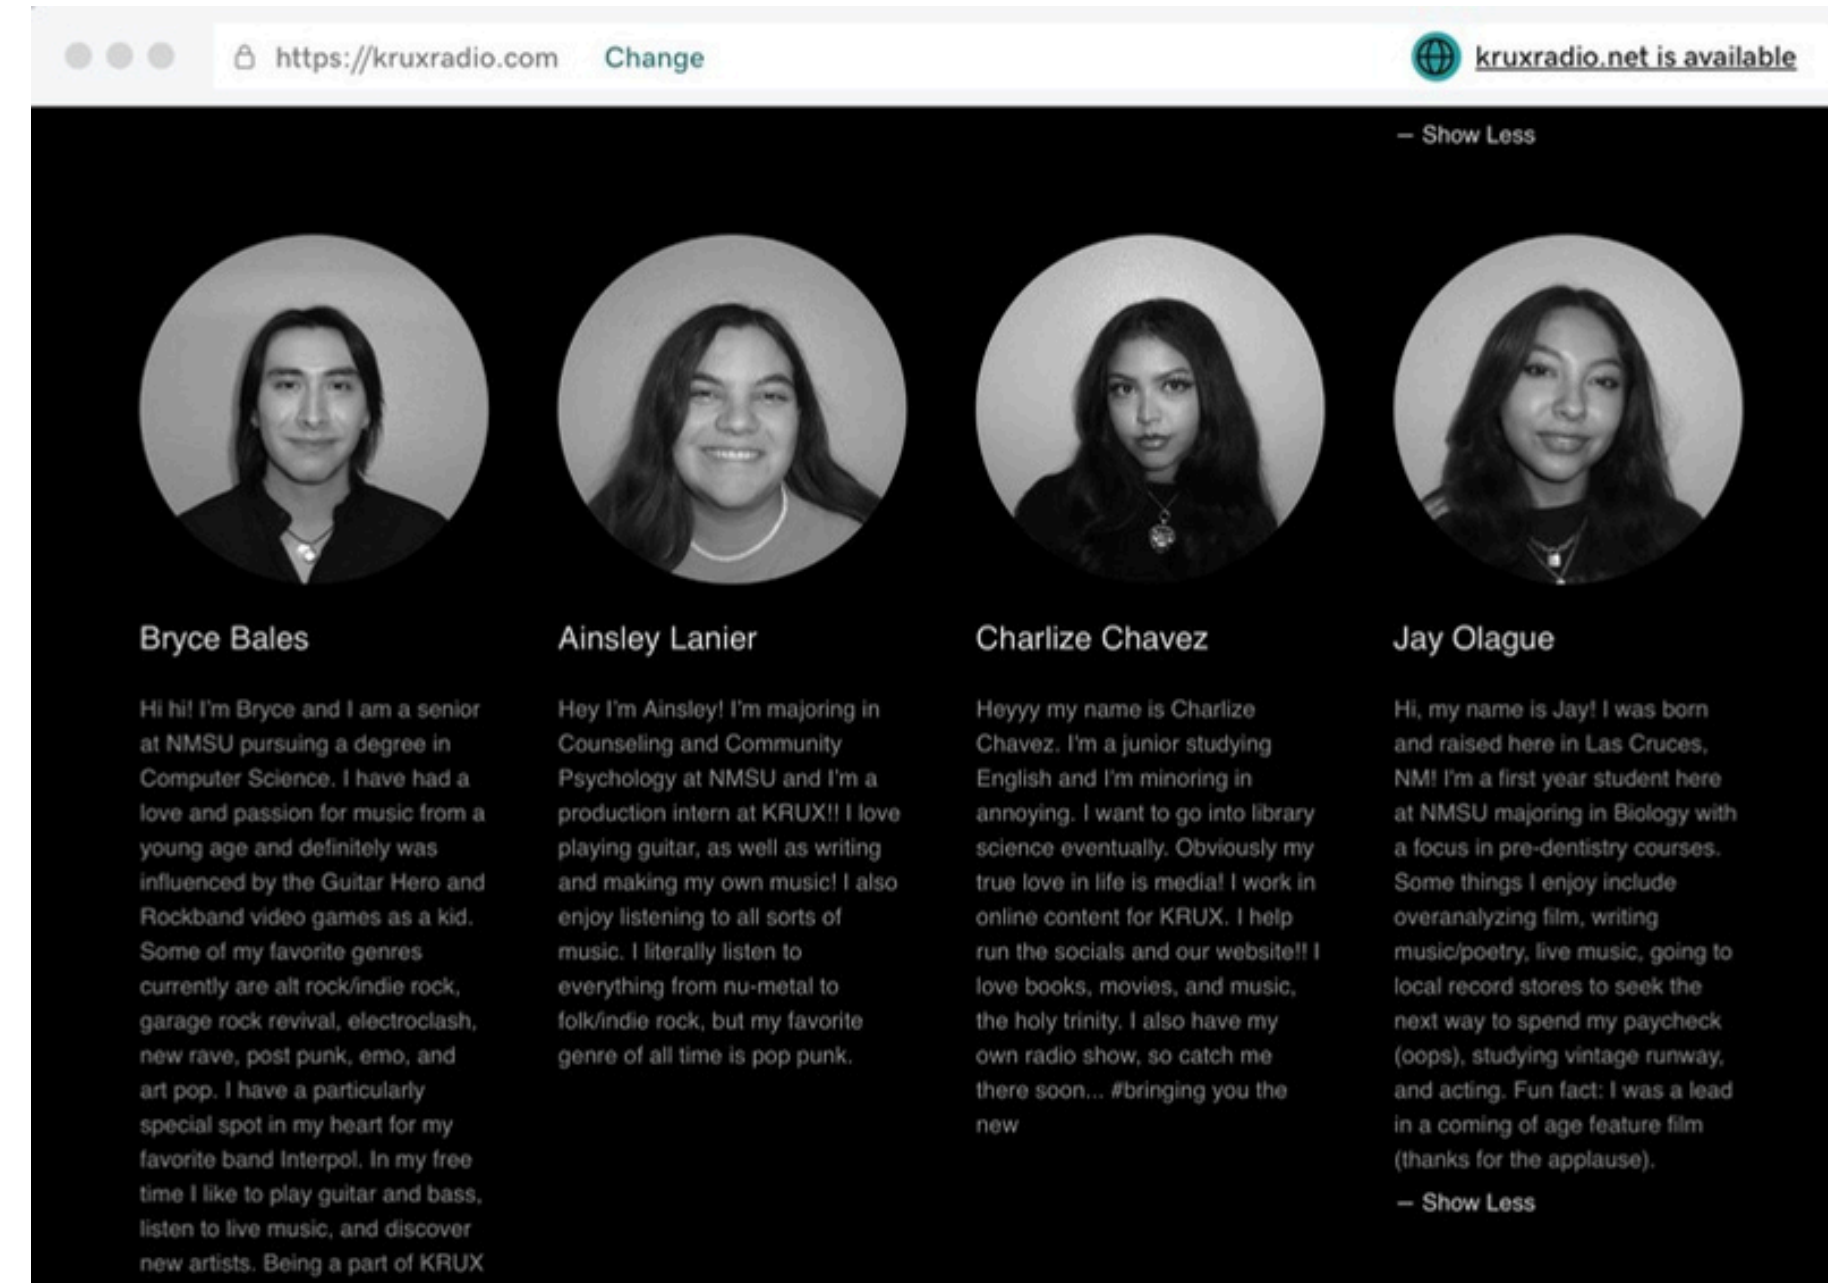 https://kruxradio.com Change
kruxradio.net is available
— Show Less
Bryce Bales
Hi hi! I'm Bryce and I am a senior
at NMSU pursuing a degree in
Computer Science. I have had a
love and passion for music from a
young age and definitely was
influenced by the Guitar Hero and
Rockband video games as a kid.
Some of my favorite genres
currently are alt rock/indie rock,
garage rock revival, electroclash,
new rave, post punk, emo, and
art pop. I have a particularly
special spot in my heart for my
favorite band Interpol. In my free
time I like to play guitar and bass,
listen to live music, and discover
new artists. Being a part of KRUX
Ainsley Lanier
Hey I'm Ainsley! I'm majoring in
Counseling and Community
Psychology at NMSU and I'm a
production intern at KRUX!! I love
playing guitar, as well as writing
and making my own music! I also
enjoy listening to all sorts of
music. I literally listen to
everything from nu-metal to
folk/indie rock, but my favorite
genre of all time is pop punk.
Charlize Chavez
Heyyy my name is Charlize
Chavez. I'm a junior studying
English and I'm minoring in
annoying. I want to go into library
science eventually. Obviously my
true love in life is media! I work in
online content for KRUX. I help
run the socials and our website!! I
love books, movies, and music,
the holy trinity. I also have my
own radio show, so catch me
there soon... #bringing you the
new
Jay Olague
Hi, my name is Jay! I was born
and raised here in Las Cruces,
NM! I'm a first year student here
at NMSU majoring in Biology with
a focus in pre-dentistry courses.
Some things I enjoy include
overanalyzing film, writing
music/poetry, live music, going to
local record stores to seek the
next way to spend my paycheck
(oops), studying vintage runway,
and acting. Fun fact: I was a lead
in a coming of age feature film
(thanks for the applause).
— Show Less